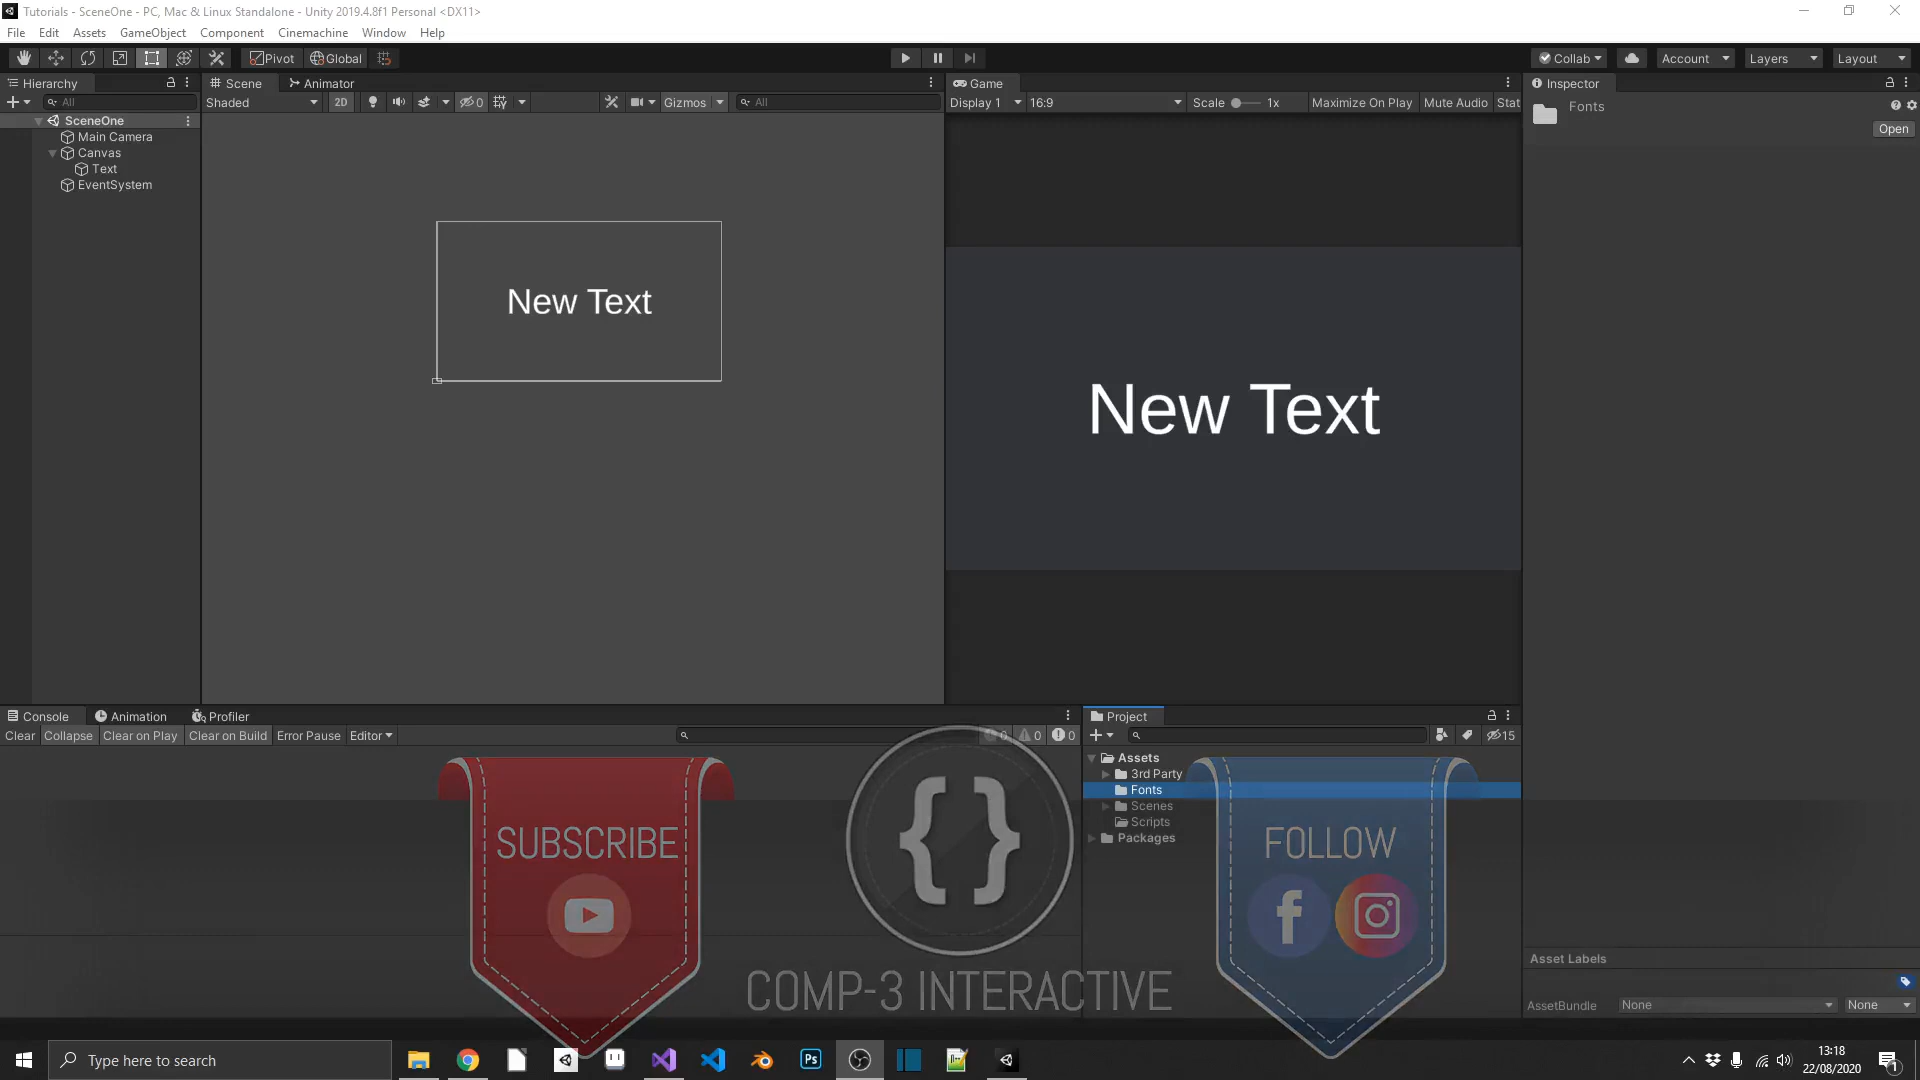 Tutorials - SceneOne - PC, Mac & Linux Standalone - Unity 2019.4.8f1 Personal <DX11>
File Edit Assets GameObject Component Cinemachine Window Help
Pivot Global Collab Account Layers Layout
Hierarchy Scene Animator Game Inspector
All Shaded 2D 0 Gizmos All Display 1 16:9 Scale 1x Maximize On Play Mute Audio Stat
Fonts
Open
SceneOne
Main Camera
Canvas
Text
EventSystem
New Text
New Text
Console Animation Profiler Project
Clear Collapse Clear on Play Clear on Build Error Pause Editor 0 0 0 15
Assets
3rd Party
Fonts
Scenes
Scripts
Packages
SUBSCRIBE
{ }
FOLLOW
COMP-3 INTERACTIVE
Asset Labels
AssetBundle None None
Type here to search
Ps
13:18
22/08/2020
1